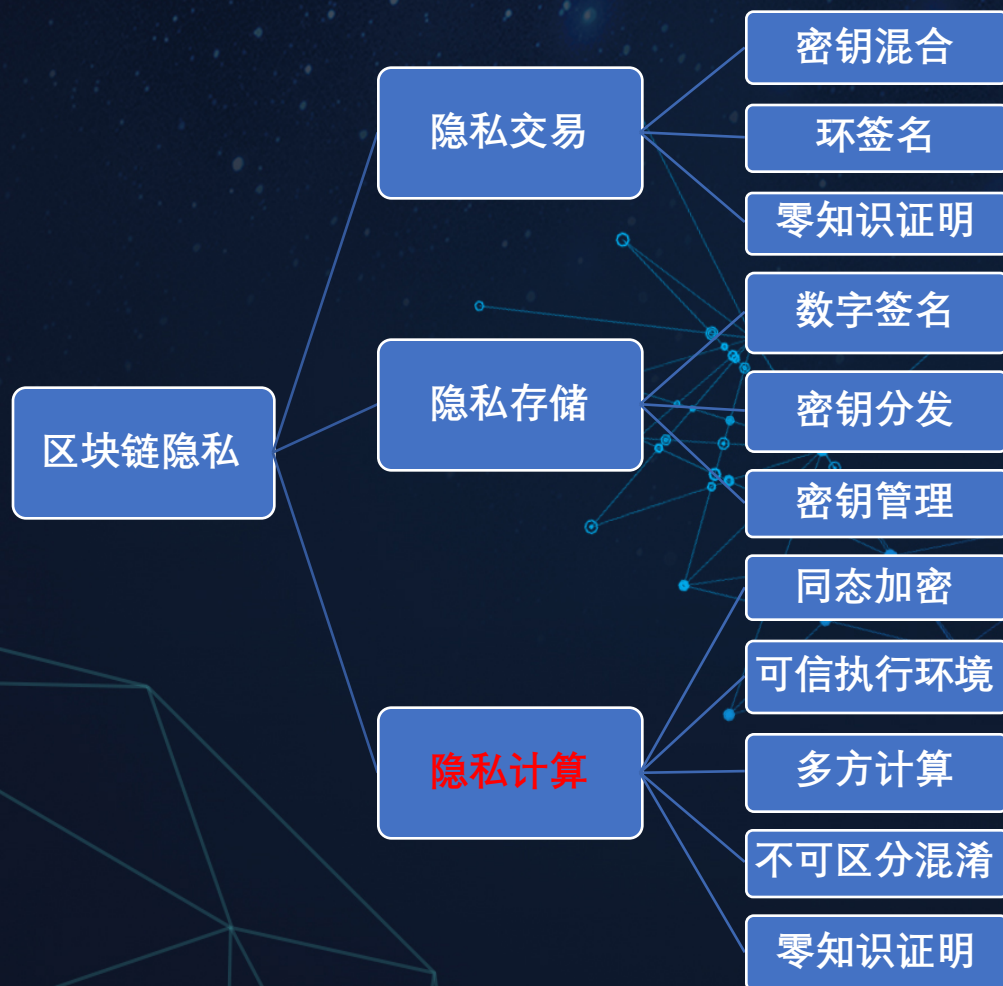 区块链隐私
隐私交易
密钥混合
环签名
零知识证明
隐私存储
数字签名
密钥分发
密钥管理
隐私计算
同态加密
可信执行环境
多方计算
不可区分混淆
零知识证明